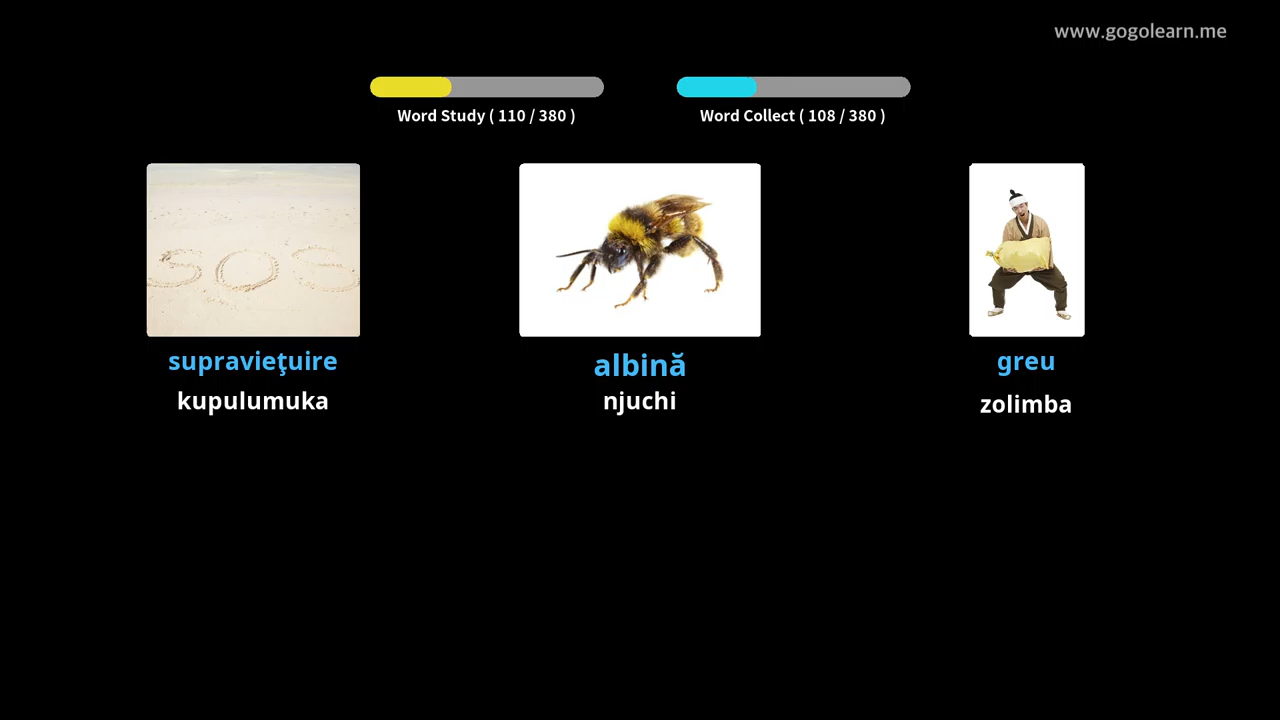 www.gogolearn.me
Word Study ( 110 / 380 )
Word Collect ( 108 / 380 )
SOS
supravieţuire
albină
greu
kupulumuka
njuchi
zolimba